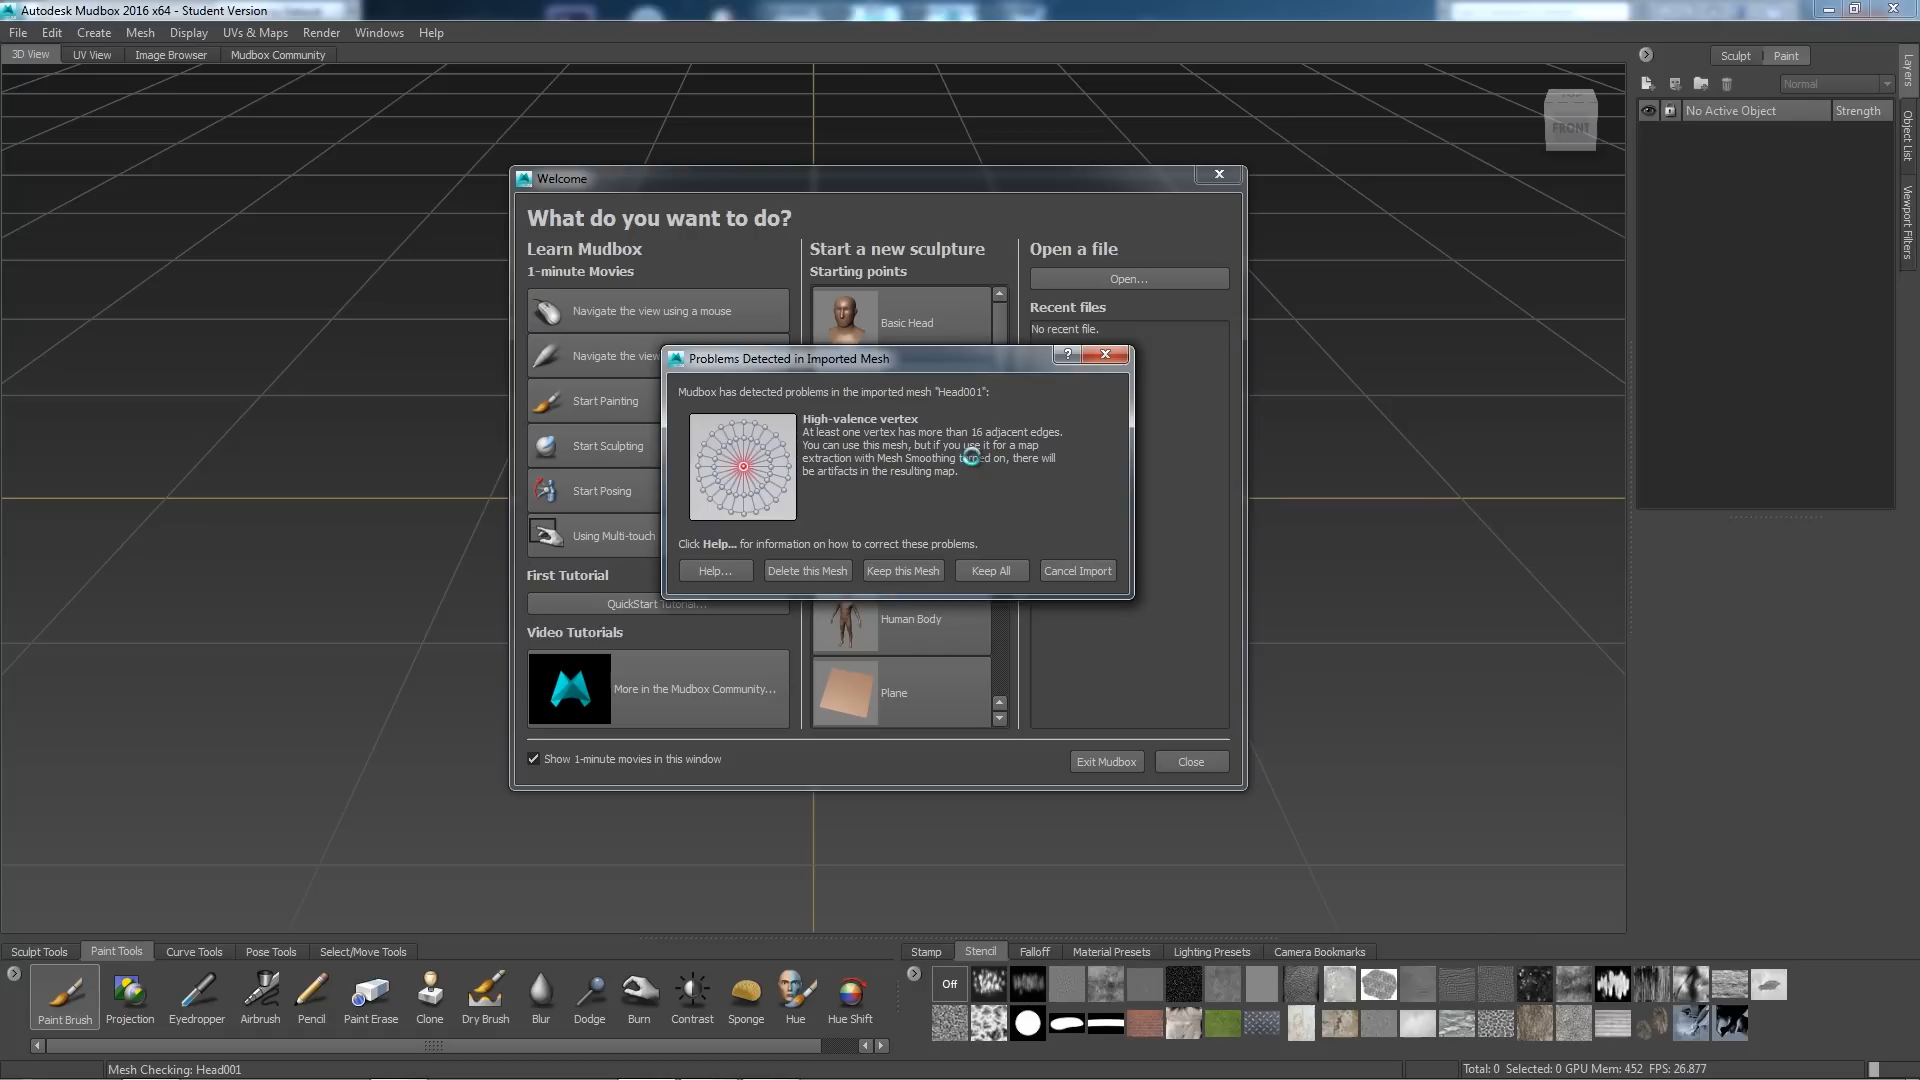 Autodesk Mudbox 2016 x64 - Student Version
File Edit Create Mesh Display UVs & Maps Render Windows Help
3D View UV View Image Browser Mudbox Community
Sculpt Paint
Normal
No Active Object Strength
Layers
Object List
Viewport Filters
TOP
FRONT
Welcome
What do you want to do?
Learn Mudbox
1-minute Movies
Navigate the view using a mouse
Navigate the view
Start Painting
Start Sculpting
Start Posing
Using Multi-touch
First Tutorial
QuickStart Tutorial...
Video Tutorials
More in the Mudbox Community...
Show 1-minute movies in this window
Start a new sculpture
Starting points
Basic Head
Human Body
Plane
Open a file
Open...
Recent files
No recent file.
Exit Mudbox Close
Problems Detected in Imported Mesh
Mudbox has detected problems in the imported mesh "Head001":
High-valence vertex
At least one vertex has more than 16 adjacent edges.
You can use this mesh, but if you use it for a map
extraction with Mesh Smoothing turned on, there will
be artifacts in the resulting map.
Click Help... for information on how to correct these problems.
Help... Delete this Mesh Keep this Mesh Keep All Cancel Import
Sculpt Tools Paint Tools Curve Tools Pose Tools Select/Move Tools
Paint Brush Projection Eyedropper Airbrush Pencil Paint Erase Clone Dry Brush Blur Dodge Burn Contrast Sponge Hue Hue Shift
Stamp Stencil Falloff Material Presets Lighting Presets Camera Bookmarks
Off
Mesh Checking: Head001
Total: 0 Selected: 0 GPU Mem: 452 FPS: 26.877